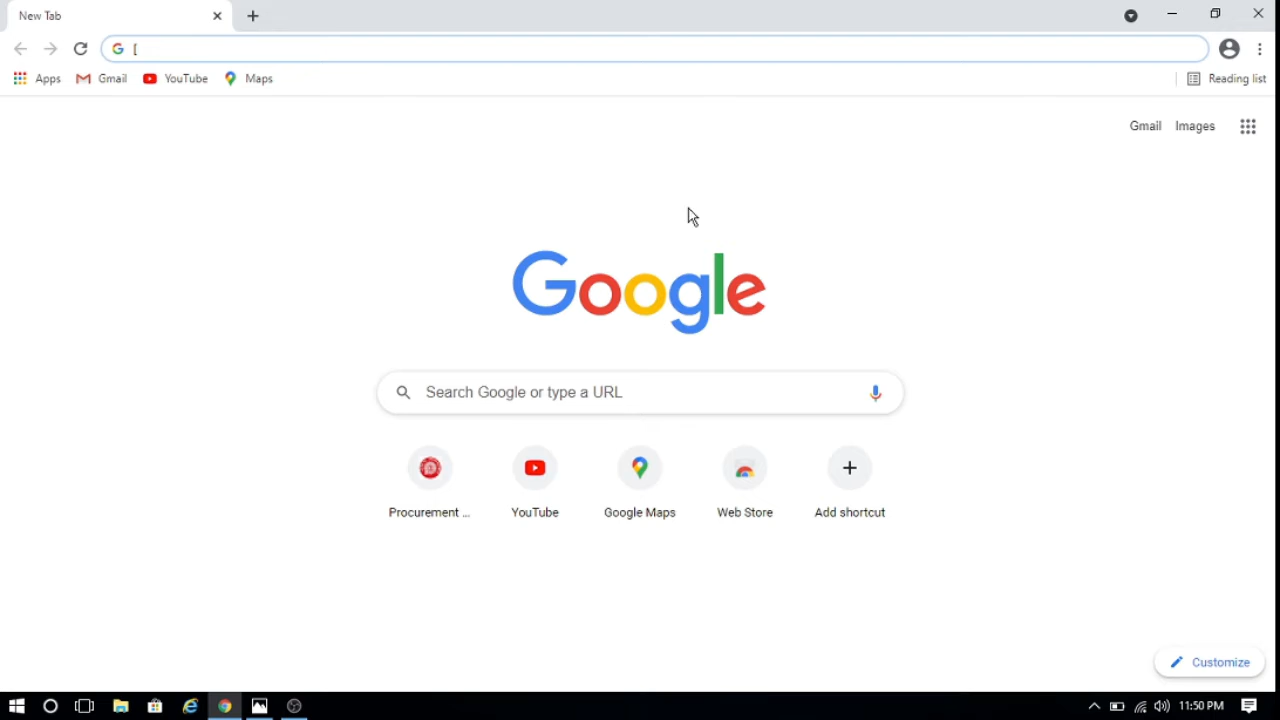 New Tab
[
Apps Gmail YouTube Maps Reading list
Gmail Images
Google
Search Google or type a URL
Procurement ... YouTube Google Maps Web Store Add shortcut
Customize
11:50 PM